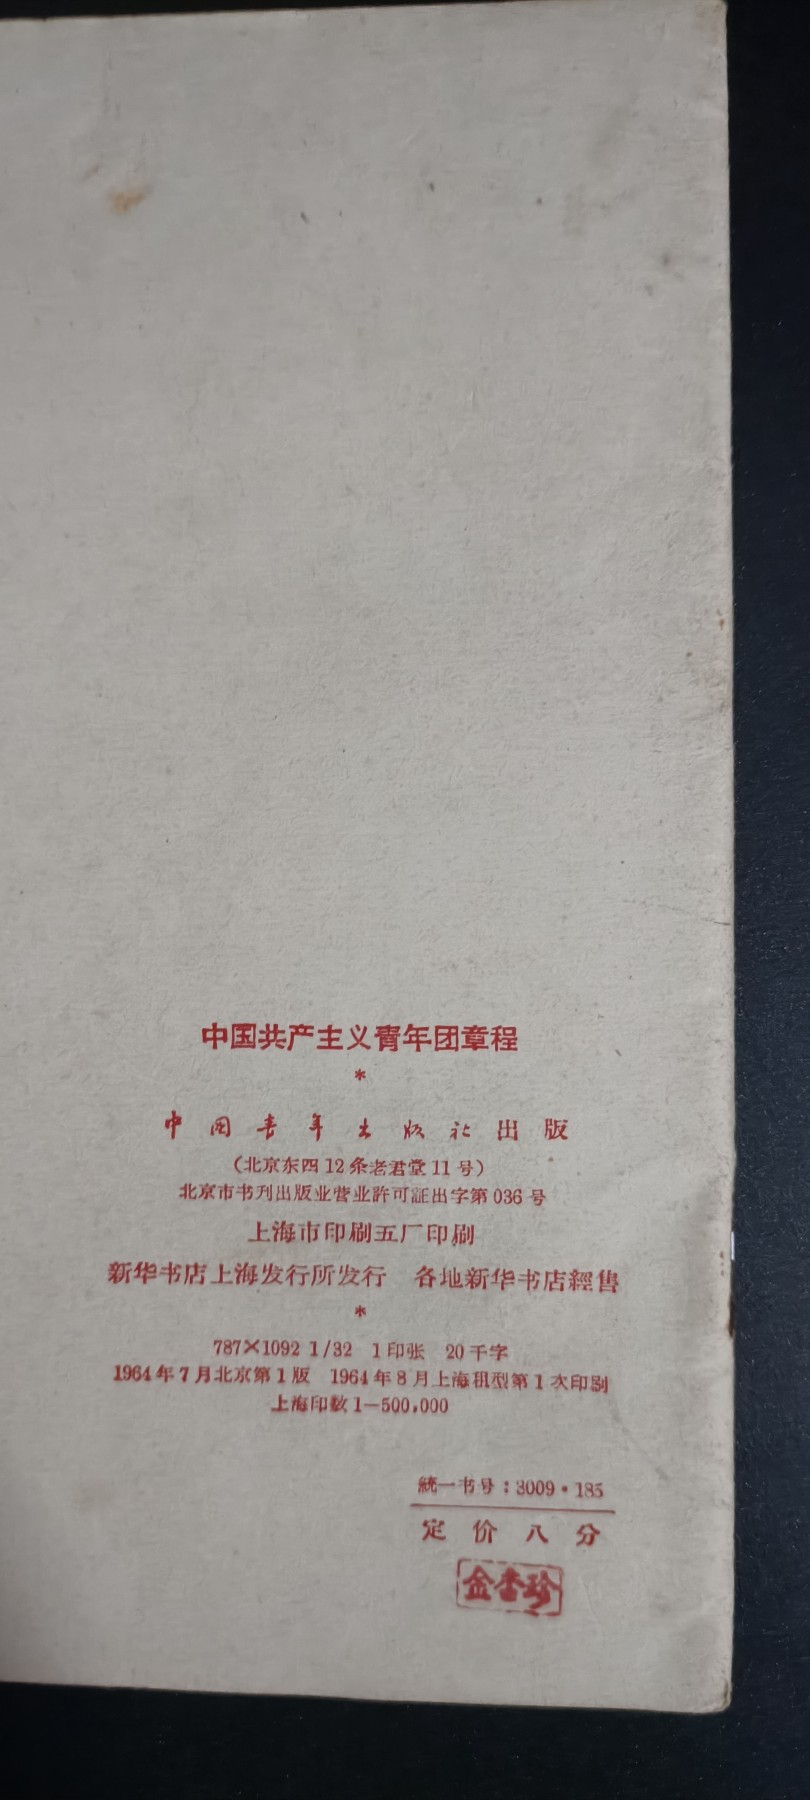 中国共产主义青年团章程
*
中国青年出版社出版
（北京东四12条老君堂11号）
北京市书刊出版业营业許可証出字第036号
上海市印刷五厂印刷
新华书店上海发行所发行 各地新华书店經售
*
787×1092 1/32 1印张 20千字
1964年7月北京第1版 1964年8月上海租型第1次印刷
上海印数1—500,000
統一书号：3009·185
定价八分
金香珍